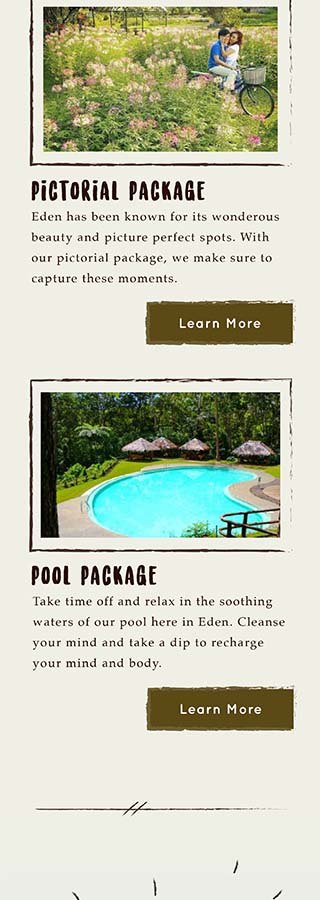 PiCTORiAL PACKAGE
Eden has been known for its wonderous
beauty and picture perfect spots. With
our pictorial package, we make sure to
capture these moments.
Learn More
POOL PACKAGE
Take time off and relax in the soothing
waters of our pool here in Eden. Cleanse
your mind and take a dip to recharge
your mind and body.
Learn More